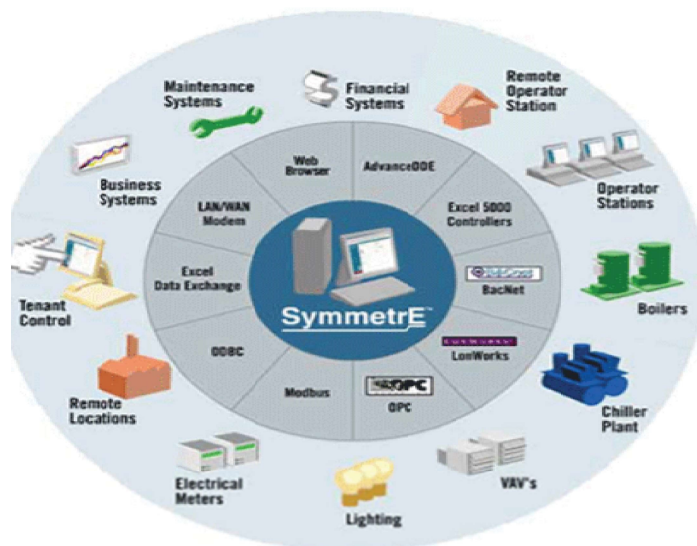 Maintenance
Systems
Financial
Systems
Remote
Operator
Station
Business
Systems
Operator
Stations
Tenant
Control
Boilers
Remote
Locations
Chiller
Plant
Electrical
Meters
Lighting
VAV's
Web
Browser
AdvanceDDE
LAN/WAN
Modem
Excel 5000
Controllers
Excel
Data Exchange
BacNet
ODBC
LonWorks
Modbus
OPC
OPC
SymmetrE™